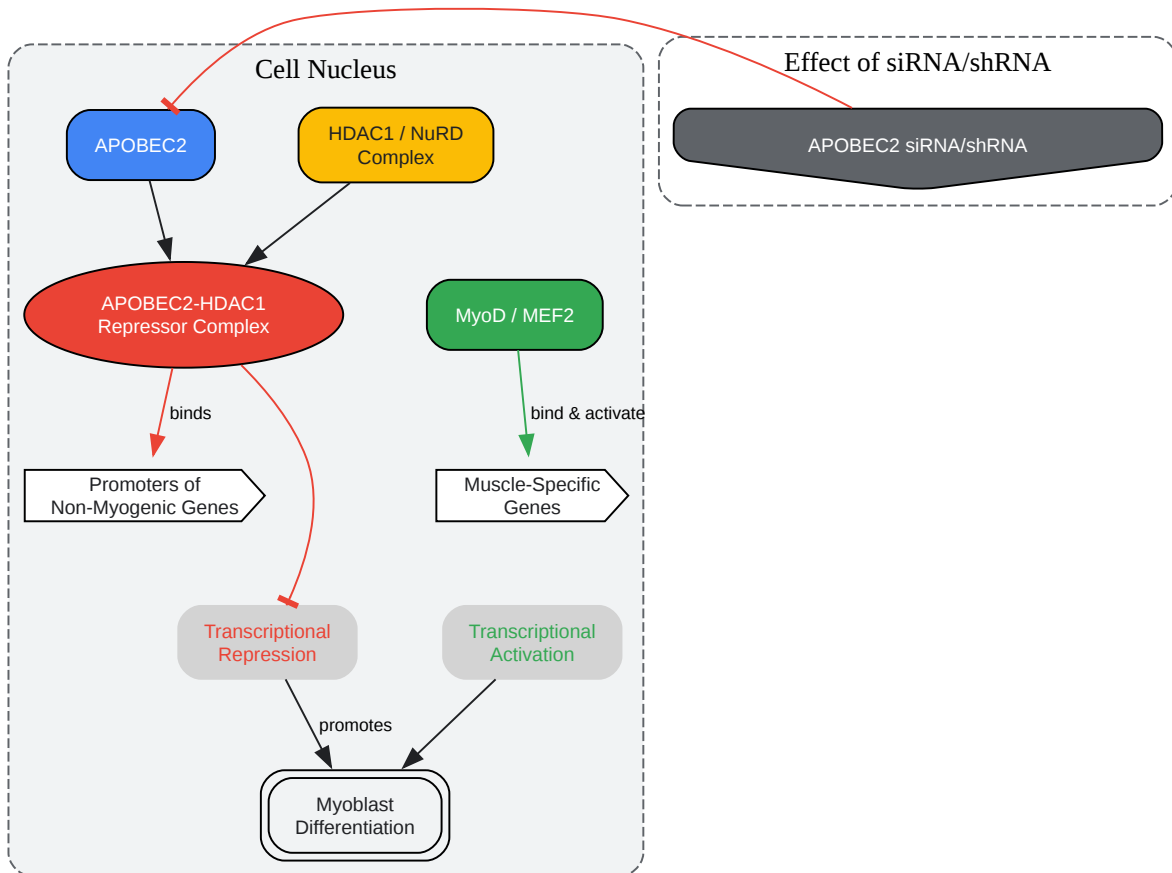 Cell Nucleus
Effect of siRNA/shRNA
APOBEC2
HDAC1 / NuRD
Complex
APOBEC2 siRNA/shRNA
APOBEC2-HDAC1
Repressor Complex
MyoD / MEF2
binds
bind & activate
Promoters of
Non-Myogenic Genes
Muscle-Specific
Genes
Transcriptional
Repression
Transcriptional
Activation
promotes
Myoblast
Differentiation